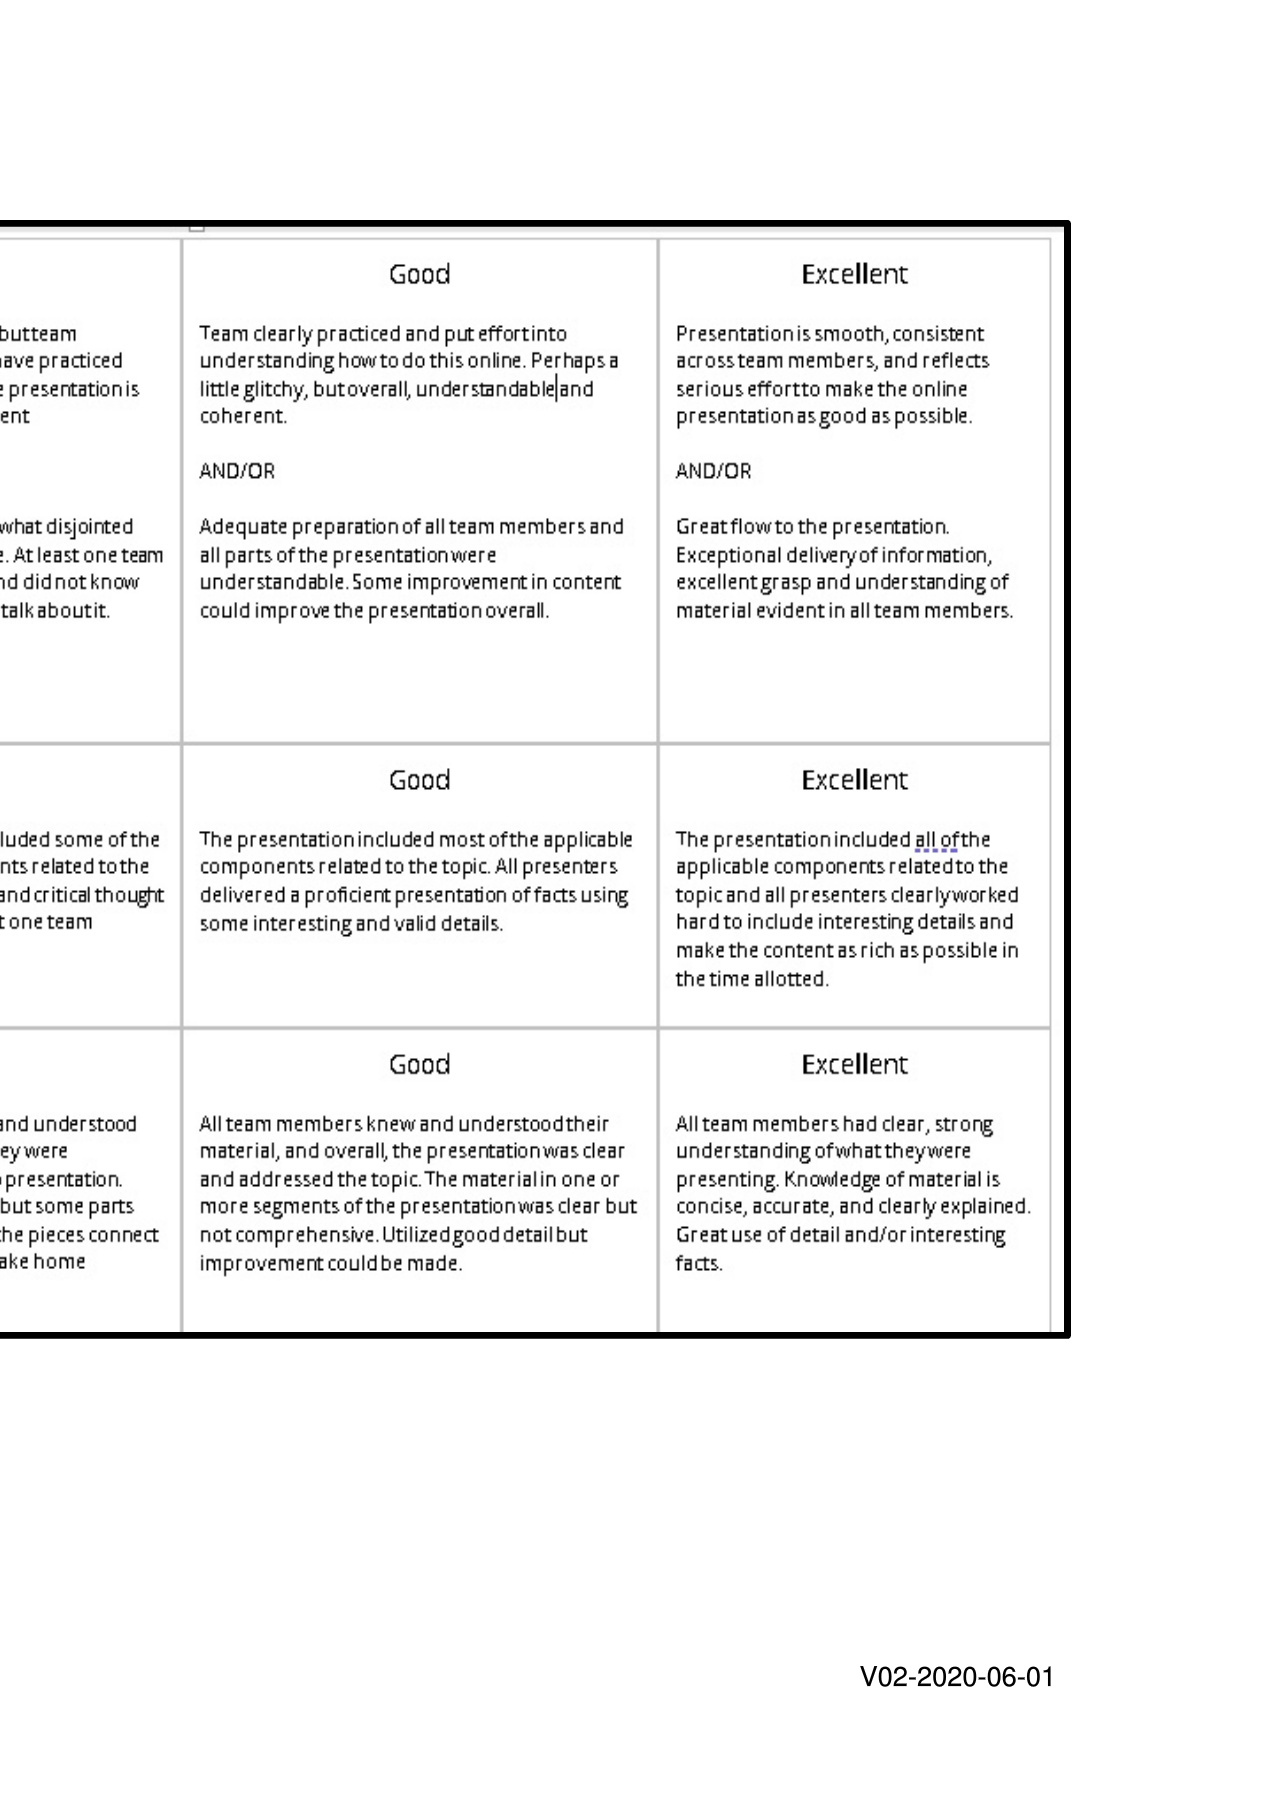 but team
practiced
presentation is
what disjointed
At least one team
did not know
talk about it.
Good
Team clearly practiced and put effort into
understanding how to do this online. Perhaps a
little glitchy, but overall, understandable and
coherent.
AND/OR
Adequate preparation of all team members and
all parts of the presentation were
understandable. Some improvement in content
could improve the presentation overall.
Excellent
Presentation is smooth, consistent
across team members, and reflects
serious effort to make the online
presentation as good as possible.
AND/OR
Great flow to the presentation.
Exceptional delivery of information,
excellent grasp and understanding of
material evident in all team members.
some of the
related to the
and critical thought
one team
Good
The presentation included most of the applicable
components related to the topic. All presenters
delivered a proficient presentation of facts using
some interesting and valid details.
Excellent
The presentation included all of the
applicable components related to the
topic and all presenters clearly worked
hard to include interesting details and
make the content as rich as possible in
the time allotted.
and understood
were
presentation.
but some parts
the pieces connect
home
Good
All team members knew and understood their
material, and overall, the presentation was clear
and addressed the topic. The material in one or
more segments of the presentation was clear but
not comprehensive. Utilized good detail but
improvement could be made.
Excellent
All team members had clear, strong
understanding of what they were
presenting. Knowledge of material is
concise, accurate, and clearly explained.
Great use of detail and/or interesting
facts.
V02-2020-06-01